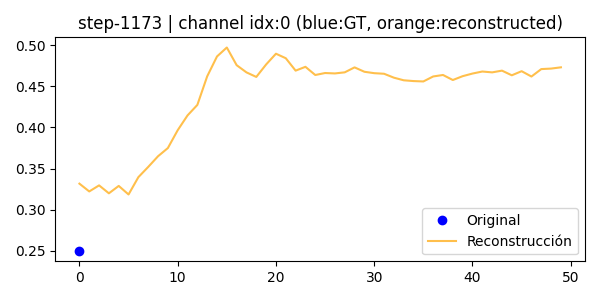 step-1173 | channel idx:0 (blue:GT, orange:reconstructed)
0.50
0.45
0.40
0.35
0.30
0.25
Original
Reconstrucción
0 10 20 30 40 50